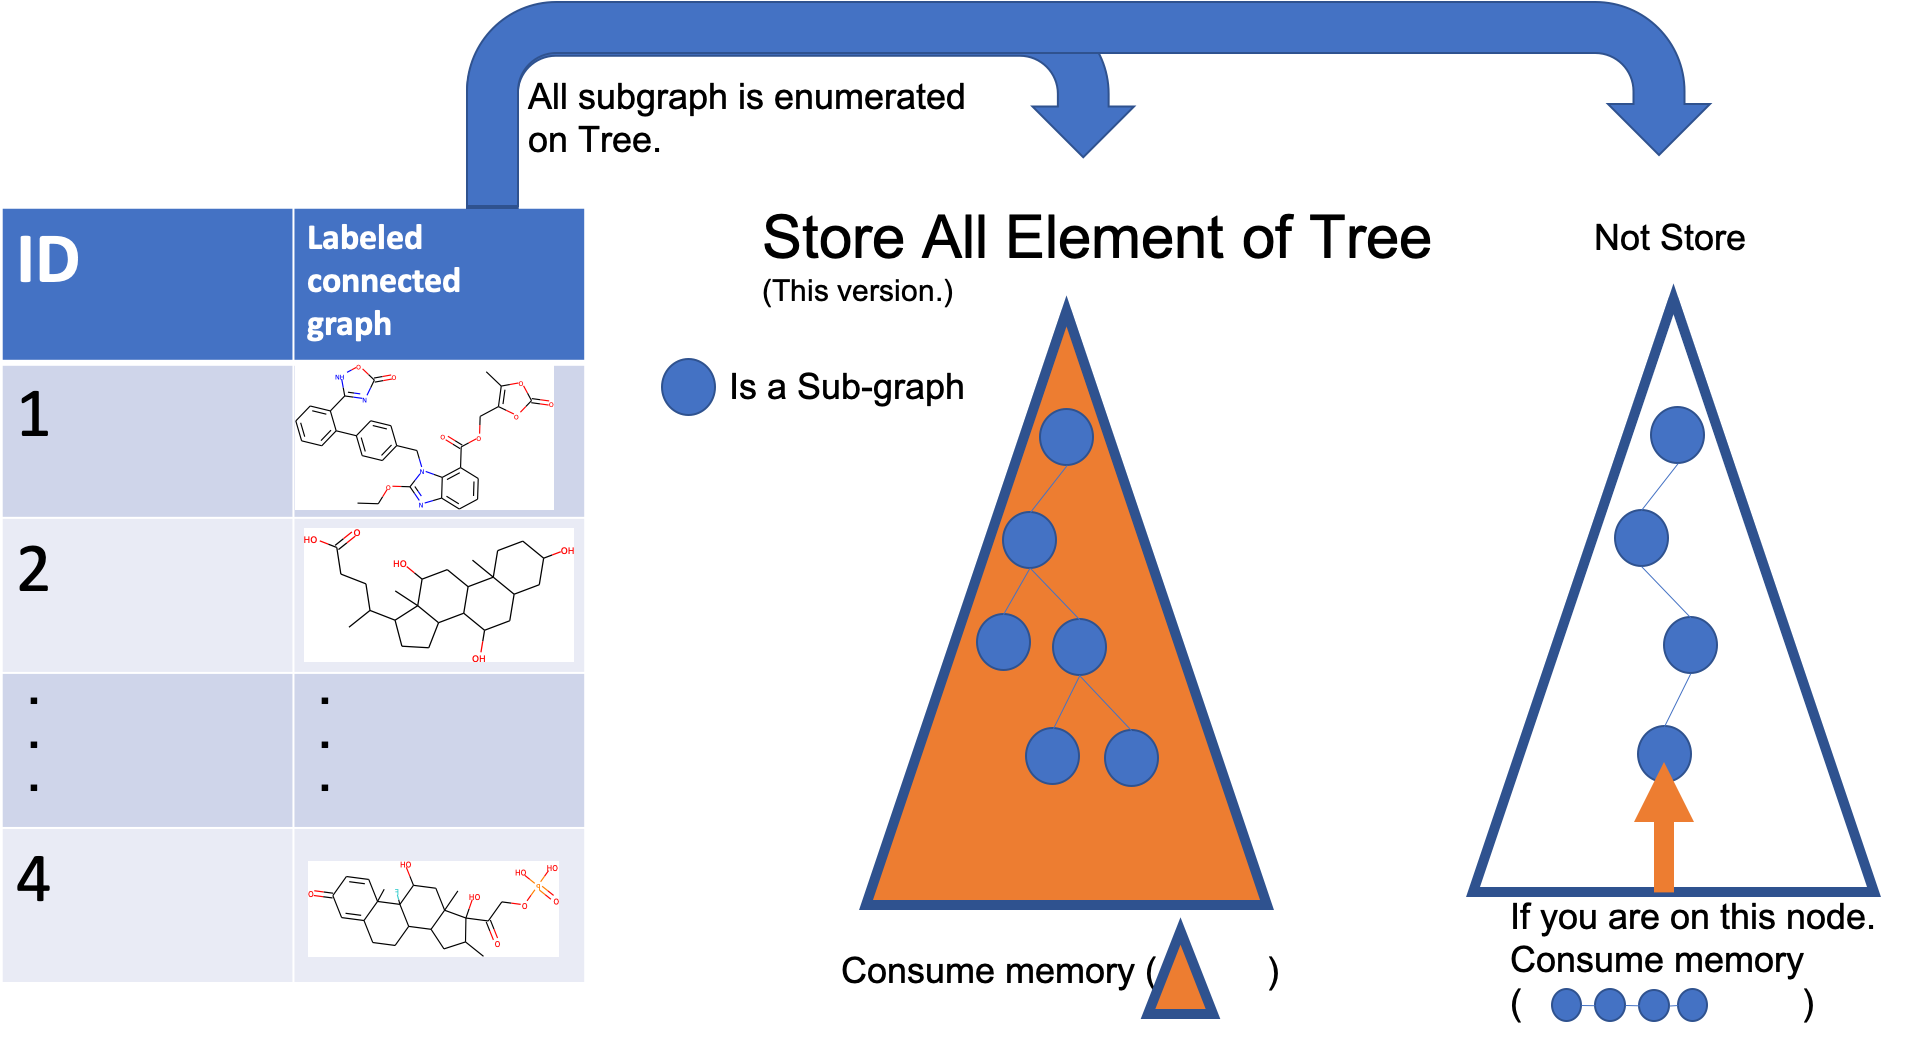 All subgraph is enumerated
on Tree.
ID
Labeled
connected
graph
1
2
.
.
.
.
.
.
4
Store All Element of Tree
(This version.)
Is a Sub-graph
Not Store
Consume memory ( )
If you are on this node.
Consume memory
( )
NH
O
O
N
O
O
O
O
O
N
O
N
HO
O
HO
OH
OH
O
HO
F
HO
O
O
HO
HO
P
O